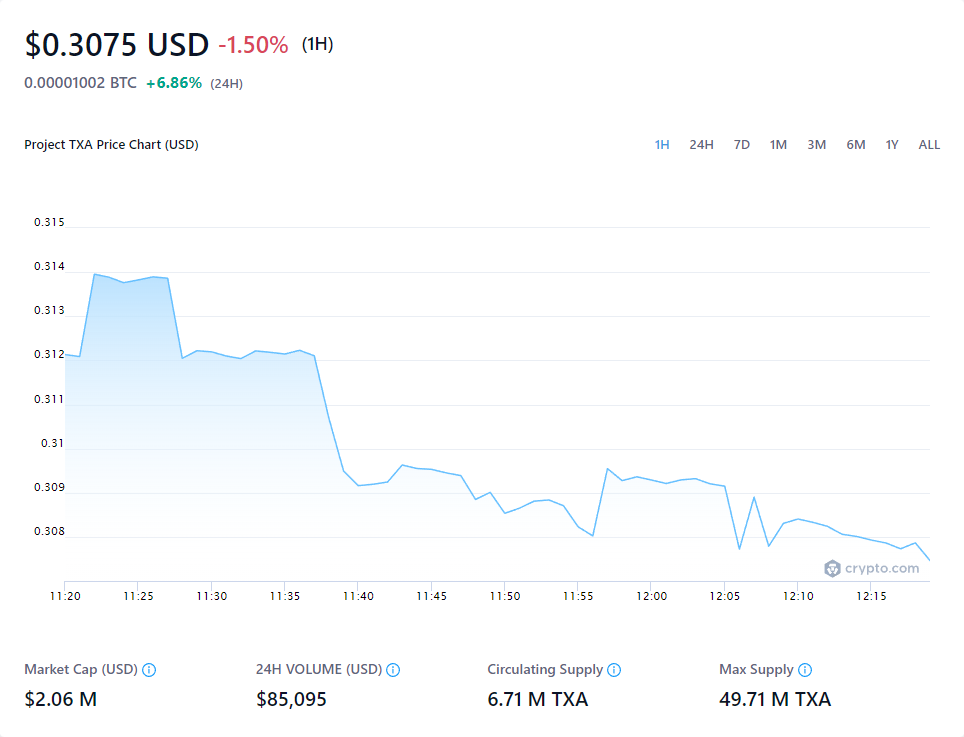 $0.3075 USD -1.50% (1H)
0.00001002 BTC +6.86% (24H)
Project TXA Price Chart (USD) 1H 24H 7D 1M 3M 6M 1Y ALL
0.315
0.314
0.313
0.312
0.311
0.31
0.309
0.308
crypto.com
11:20 11:25 11:30 11:35 11:40 11:45 11:50 11:55 12:00 12:05 12:10 12:15
Market Cap (USD) 24H VOLUME (USD) Circulating Supply Max Supply
$2.06 M $85,095 6.71 M TXA 49.71 M TXA